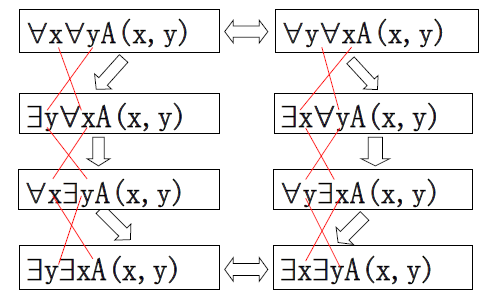 ∀x∀yA(x, y)
∀y∀xA(x, y)
∃y∀xA(x, y)
∃x∀yA(x, y)
∀x∃yA(x, y)
∀y∃xA(x, y)
∃y∃xA(x, y)
∃x∃yA(x, y)